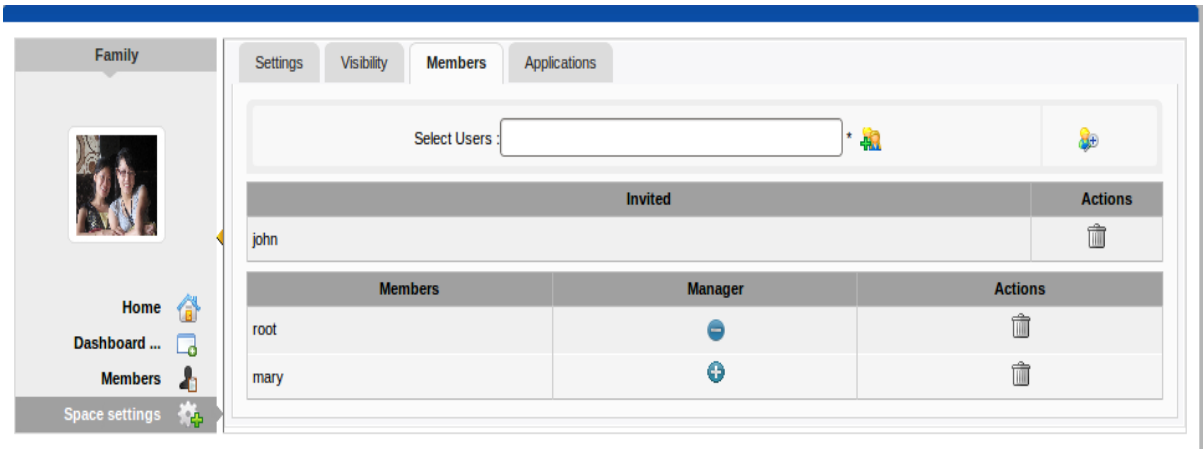 Family
Settings Visibility Members Applications
Select Users : *
Invited Actions
john
Members Manager Actions
root
mary
Home
Dashboard ...
Members
Space settings